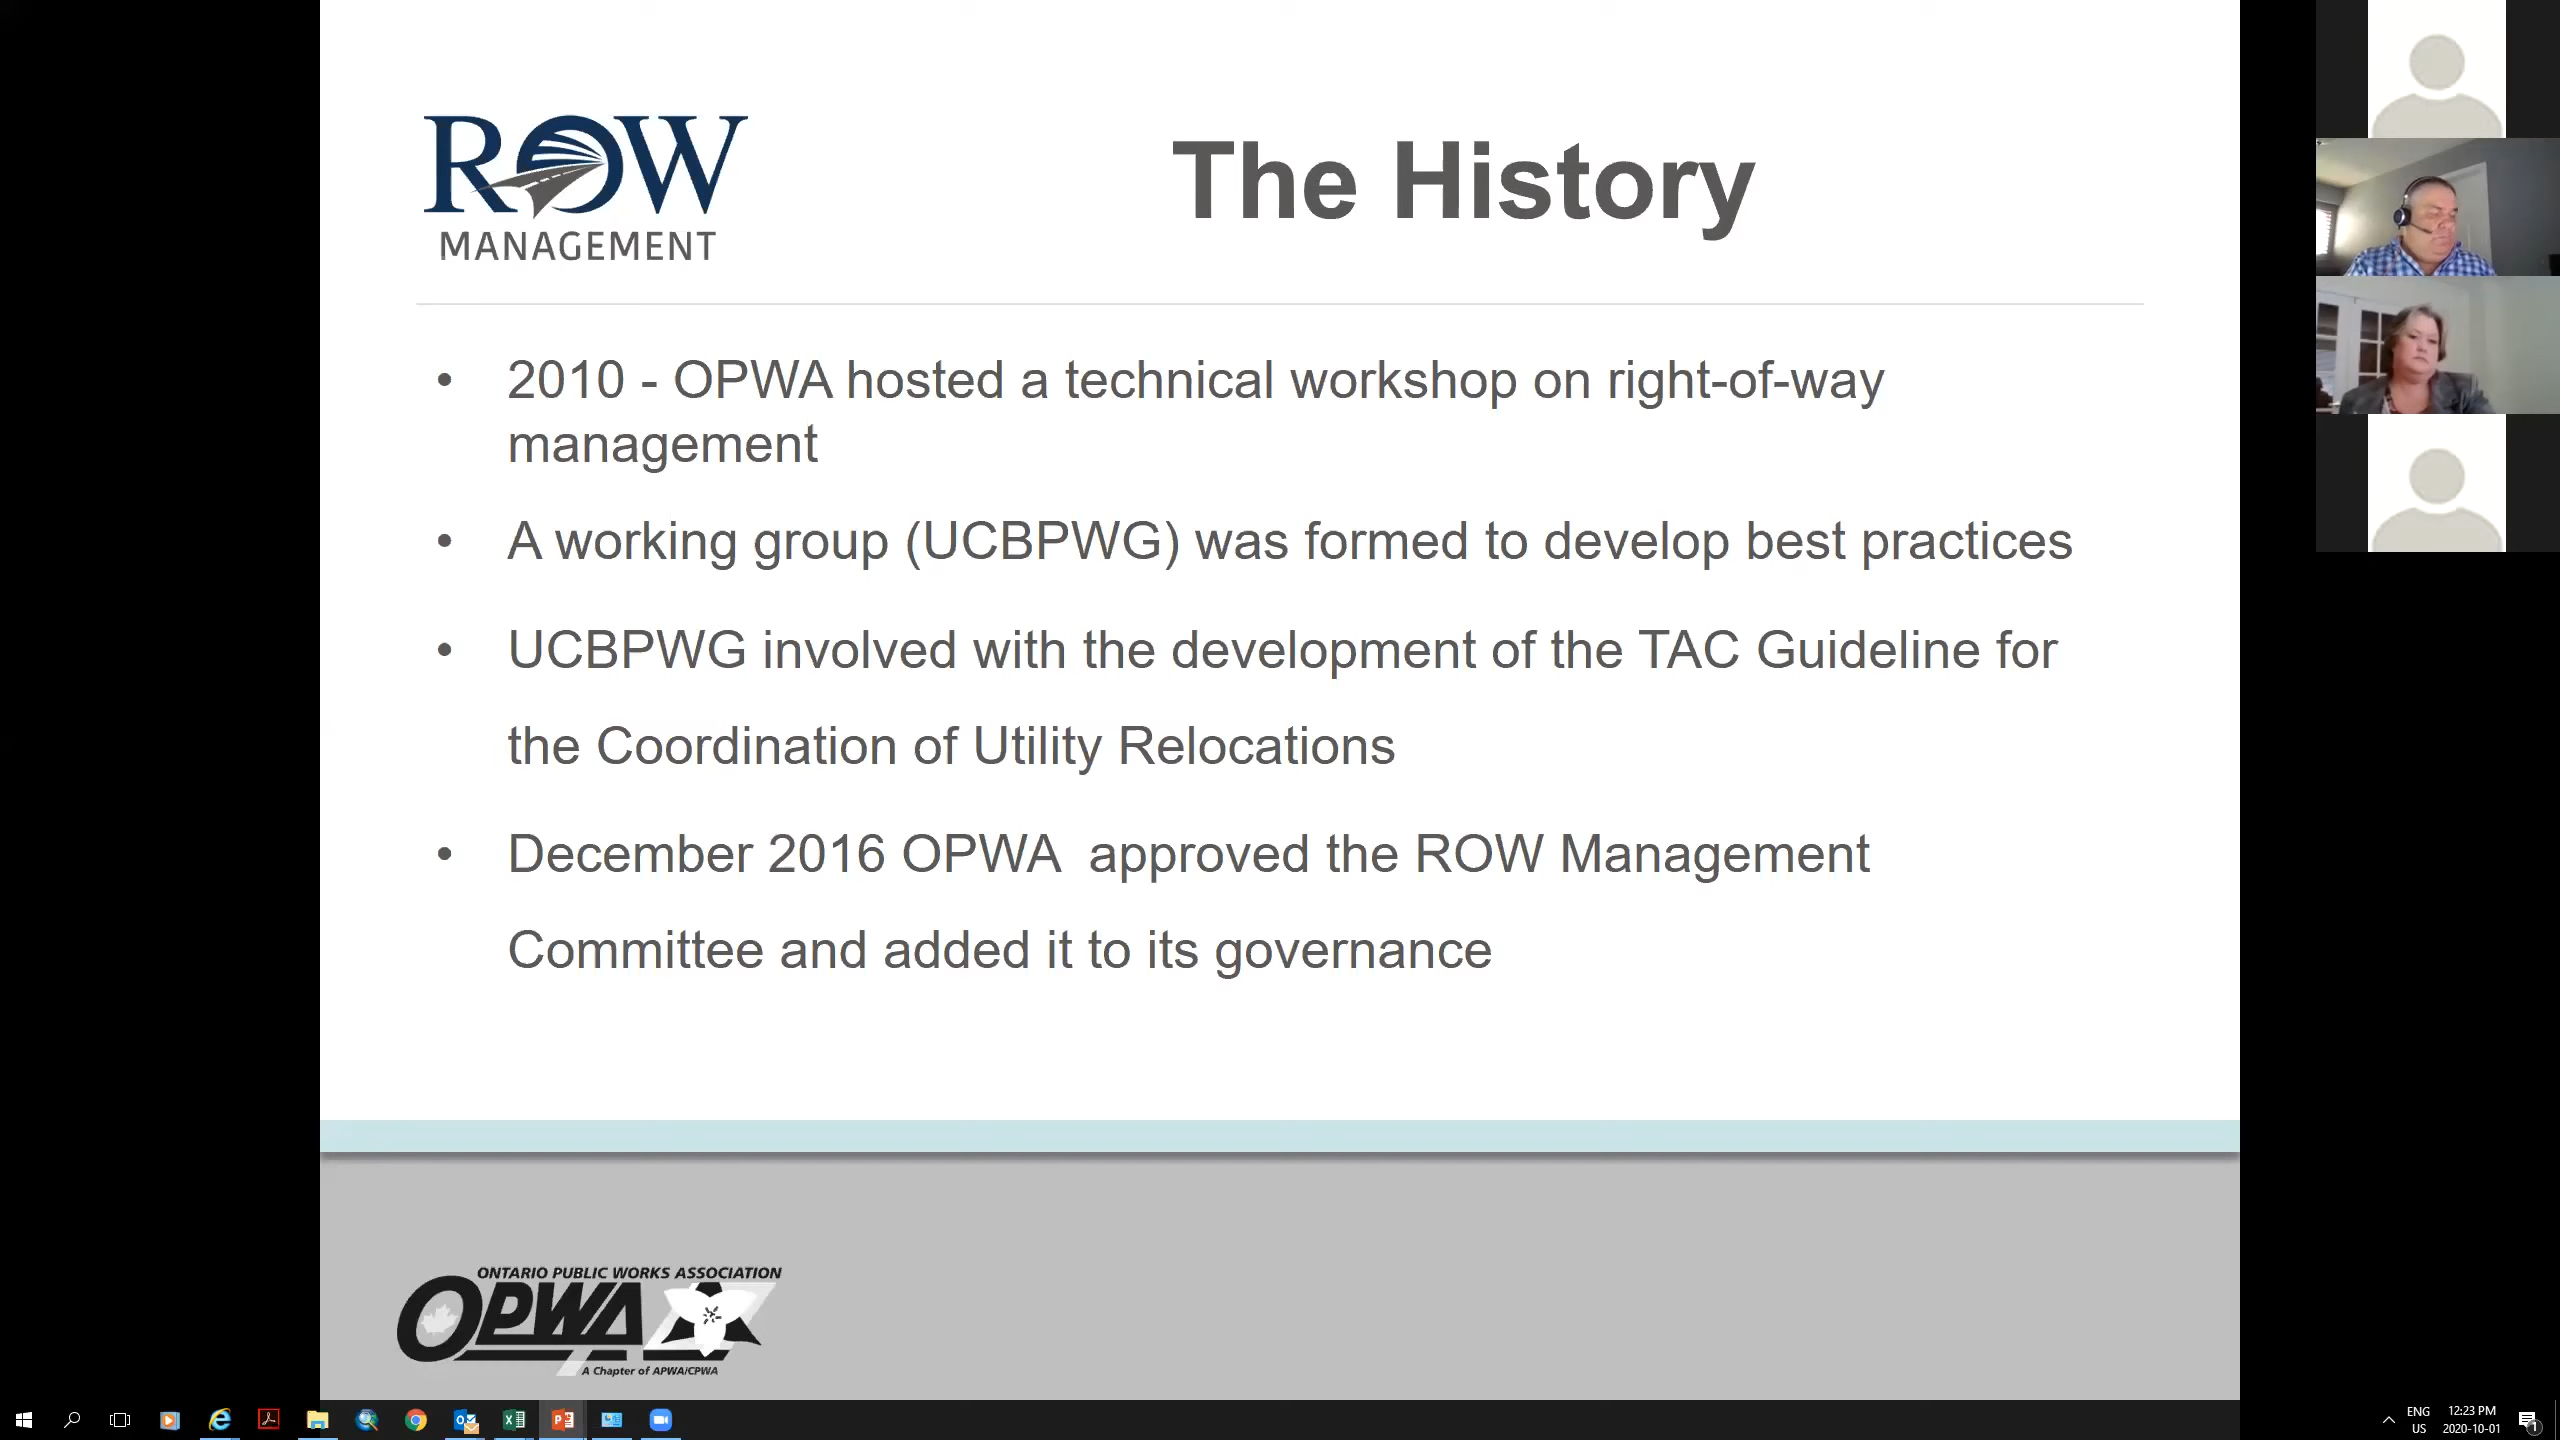 ROW
MANAGEMENT
The History
• 2010 - OPWA hosted a technical workshop on right-of-way
management
• A working group (UCBPWG) was formed to develop best practices
• UCBPWG involved with the development of the TAC Guideline for
the Coordination of Utility Relocations
• December 2016 OPWA  approved the ROW Management
Committee and added it to its governance
ONTARIO PUBLIC WORKS ASSOCIATION
OPWA
A Chapter of APWA/CPWA
ENG
US
12:23 PM
2020-10-01
1